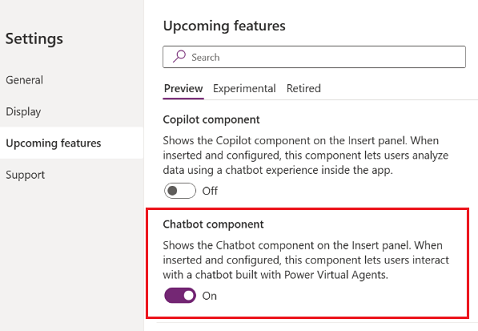 Settings
General
Display
Upcoming features
Support
Upcoming features
Search
Preview Experimental Retired
Copilot component
Shows the Copilot component on the Insert panel. When
inserted and configured, this component lets users analyze
data using a chatbot experience inside the app.
Off
Chatbot component
Shows the Chatbot component on the Insert panel. When
inserted and configured, this component lets users interact
with a chatbot built with Power Virtual Agents.
On